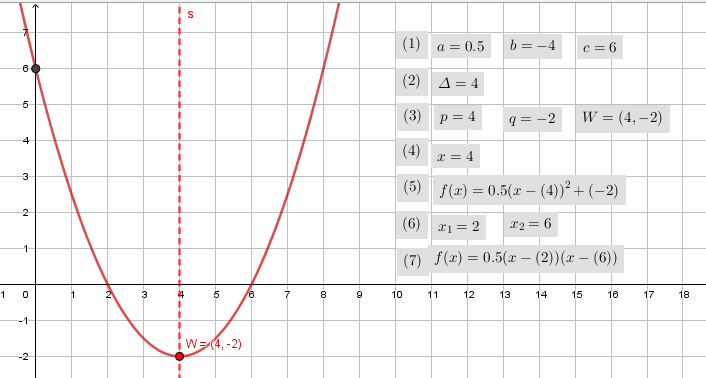 s
7
6
5
4
3
2
1
-1
-2
1 0 1 2 3 4 5 6 7 8 9 10 11 12 13 14 15 16 17 18
W = (4, -2)
(1) a = 0.5 b = −4 c = 6
(2) Δ = 4
(3) p = 4 q = −2 W = (4, −2)
(4) x = 4
(5) f(x) = 0.5(x − (4))² + (−2)
(6) x₁ = 2 x₂ = 6
(7) f(x) = 0.5(x − (2))(x − (6))